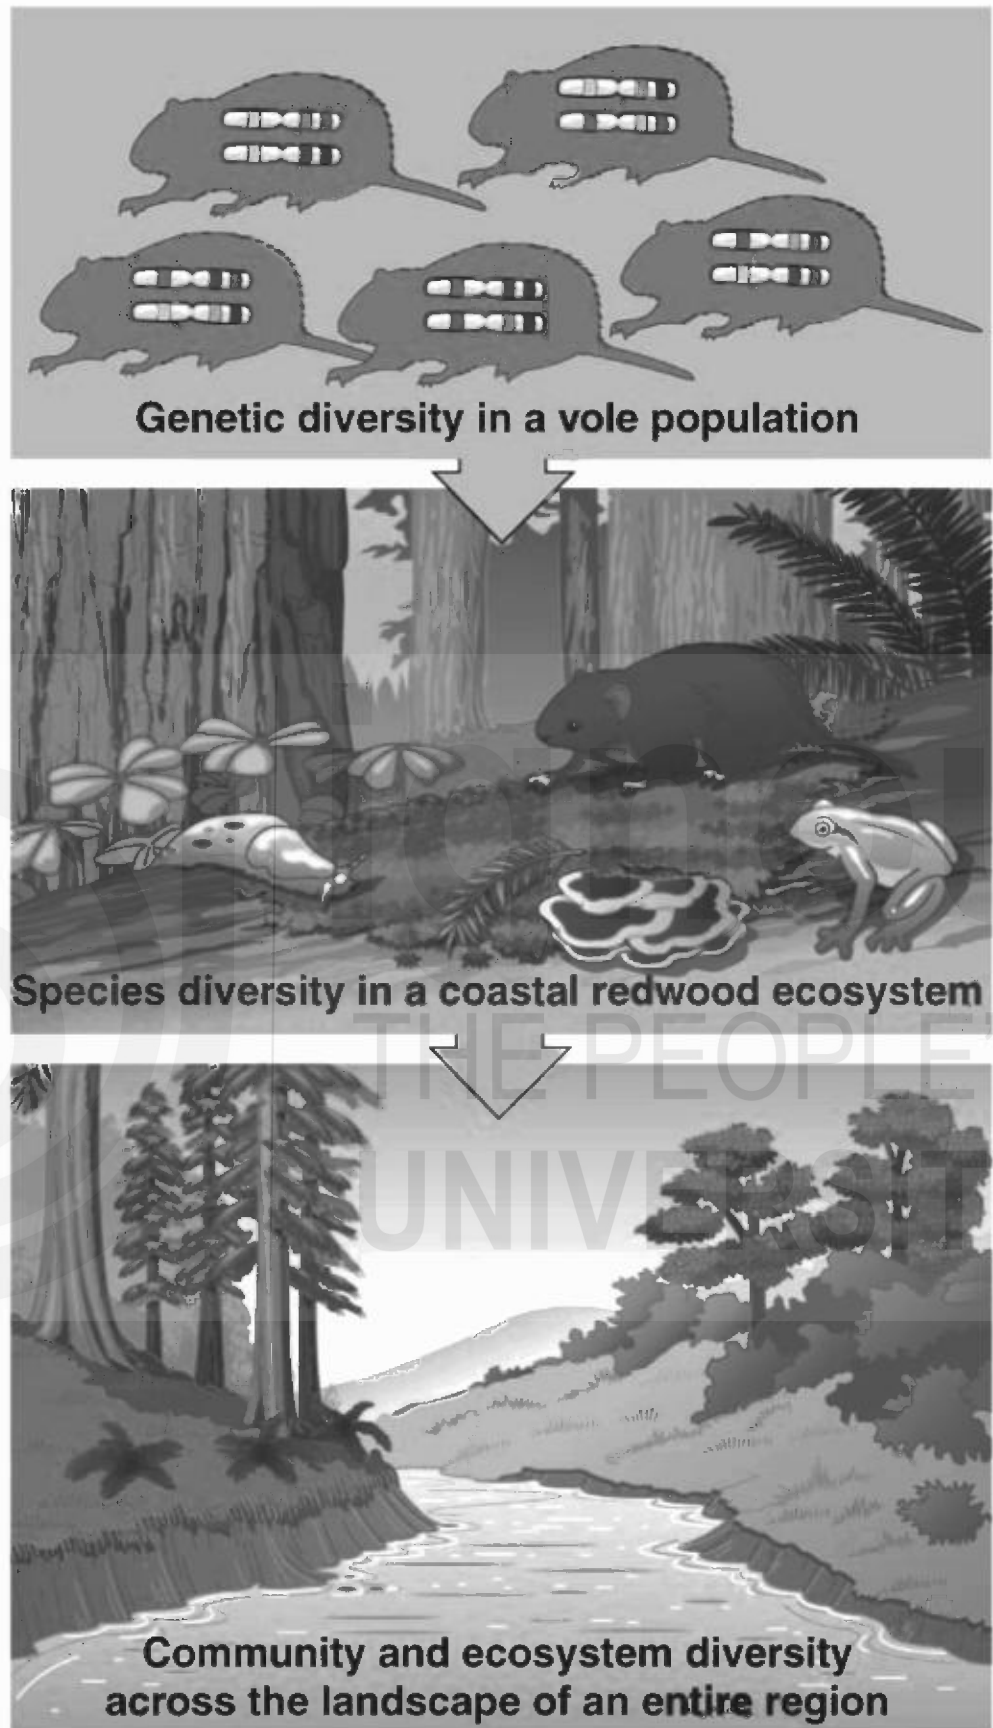 Genetic diversity in a vole population
Species diversity in a coastal redwood ecosystem
THE PEOPLE
UNIVERSIT
Community and ecosystem diversity
across the landscape of an entire region